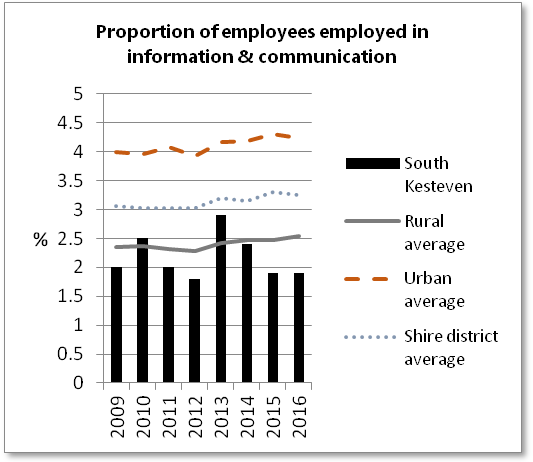 Proportion of employees employed in
information & communication
5
4.5
4
3.5
3
2.5
2
1.5
1
0.5
0
%
2009
2010
2011
2012
2013
2014
2015
2016
South
Kesteven
Rural
average
Urban
average
Shire district
average